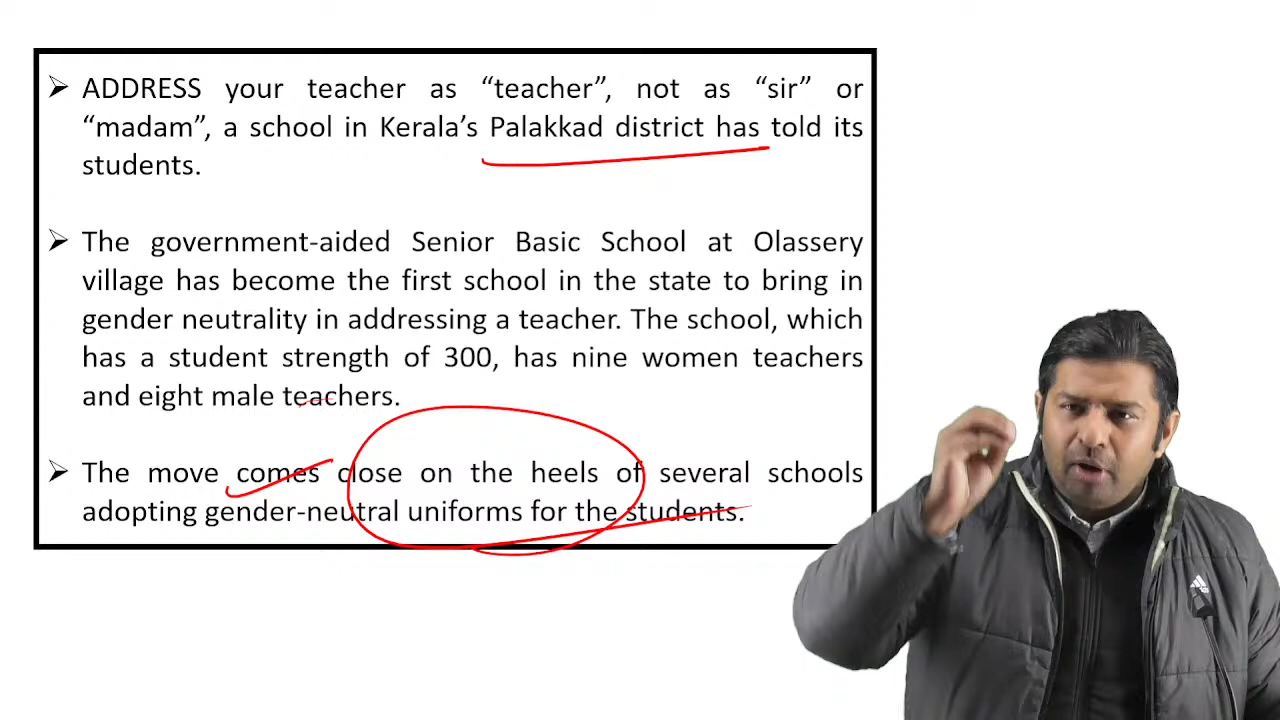 ➢ ADDRESS your teacher as “teacher”, not as “sir” or
“madam”, a school in Kerala’s Palakkad district has told its
students.
➢ The government-aided Senior Basic School at Olassery
village has become the first school in the state to bring in
gender neutrality in addressing a teacher. The school, which
has a student strength of 300, has nine women teachers
and eight male teachers.
➢ The move comes close on the heels of several schools
adopting gender-neutral uniforms for the students.